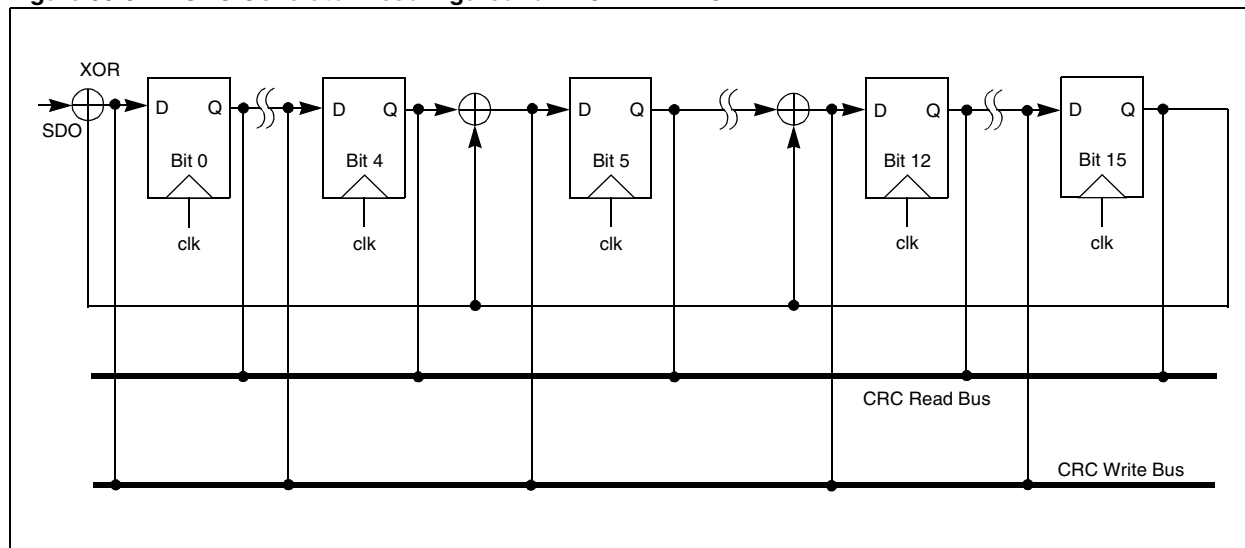 XOR
SDO
D Q
Bit 0
clk
D Q
Bit 4
clk
D Q
Bit 5
clk
D Q
Bit 12
clk
D Q
Bit 15
clk
CRC Read Bus
CRC Write Bus